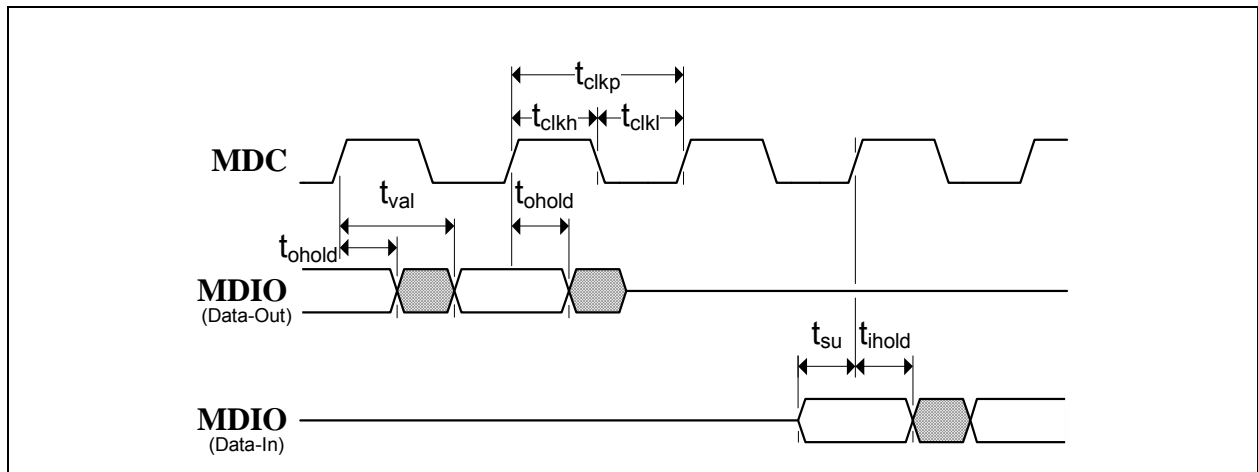 tclkp
tclkh tclkl
MDC
tval
tohold
tohold
MDIO
(Data-Out)
tsu tihold
MDIO
(Data-In)